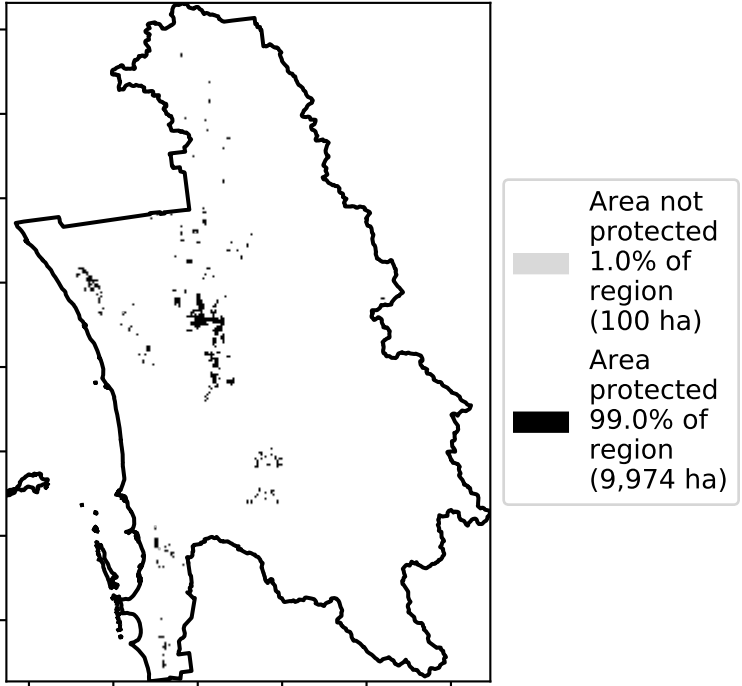 Area not
protected
1.0% of
region
(100 ha)
Area
protected
99.0% of
region
(9,974 ha)